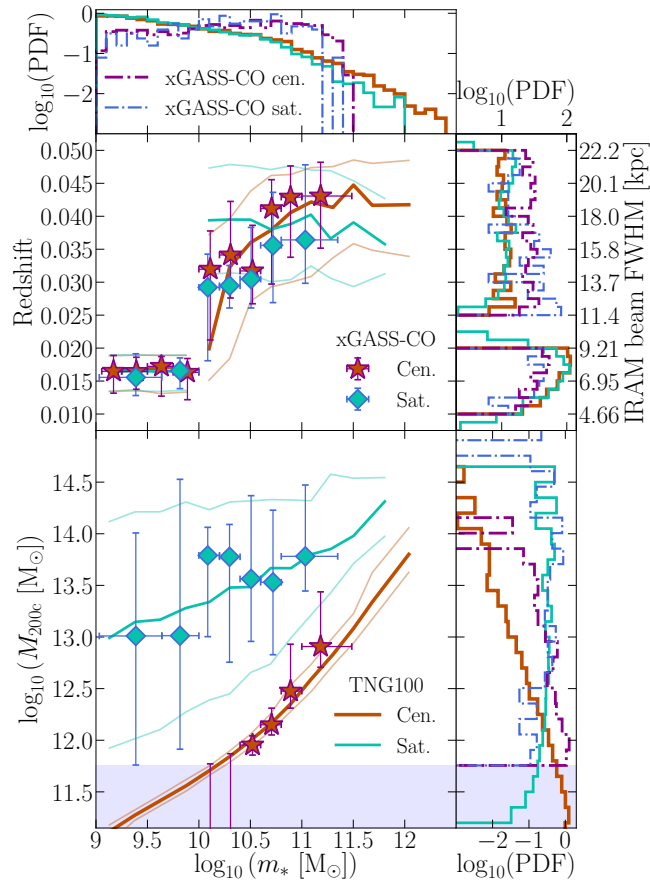 0
−1
−2
log₁₀(PDF)
xGASS-CO cen.
xGASS-CO sat.
log₁₀(PDF)
1 2
0.050
0.045
0.040
0.035
0.030
0.025
0.020
0.015
0.010
Redshift
xGASS-CO
Cen.
Sat.
22.2
20.1
18.0
15.8
13.7
11.4
9.21
6.95
4.66
IRAM beam FWHM [kpc]
14.5
14.0
13.5
13.0
12.5
12.0
11.5
log₁₀(M₂₀₀c [M⊙])
TNG100
Cen.
Sat.
9 9.5 10 10.5 11 11.5 12
log₁₀(m∗ [M⊙])
−2 −1 0
log₁₀(PDF)